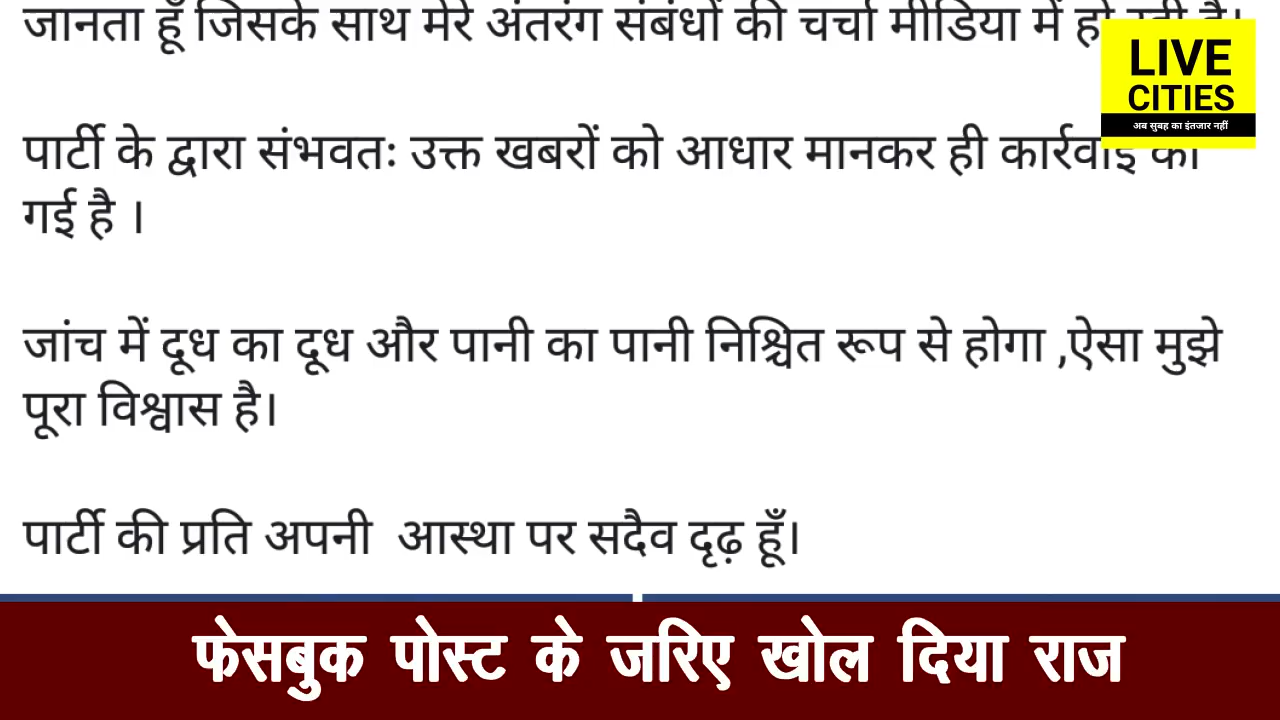 जानता हूँ जिसके साथ मेरे अंतरंग संबंधों की चर्चा मीडिया में हो रही है।
LIVE
CITIES
अब सुबह का इंतजार नहीं
पार्टी के द्वारा संभवतः उक्त खबरों को आधार मानकर ही कार्रवाई की
गई है ।
जांच में दूध का दूध और पानी का पानी निश्चित रूप से होगा ,ऐसा मुझे
पूरा विश्वास है।
पार्टी की प्रति अपनी आस्था पर सदैव दृढ़ हूँ।
फेसबुक पोस्ट के जरिए खोल दिया राज